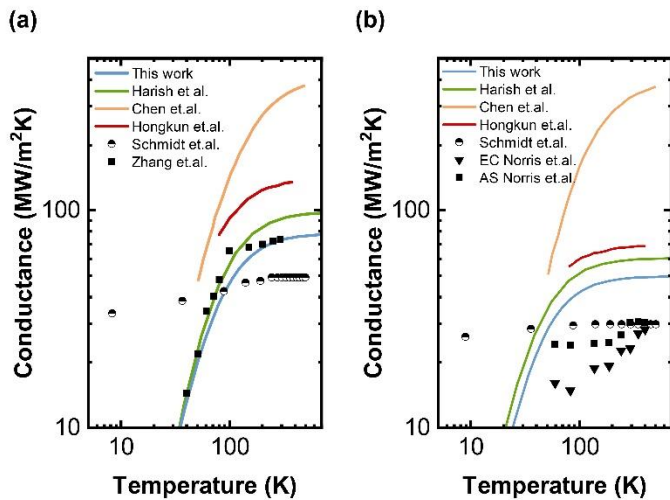 (a)
Conductance (MW/m²K)
100
10
This work
Harish et al.
Chen et.al.
Hongkun et.al.
Schmidt et.al.
Zhang et.al.
10
100
Temperature (K)
(b)
Conductance (MW/m²K)
100
10
This work
Harish et.al.
Chen et.al.
Hongkun et.al.
Schmidt et.al.
EC Norris et.al.
AS Norris et.al.
10
100
Temperature (K)